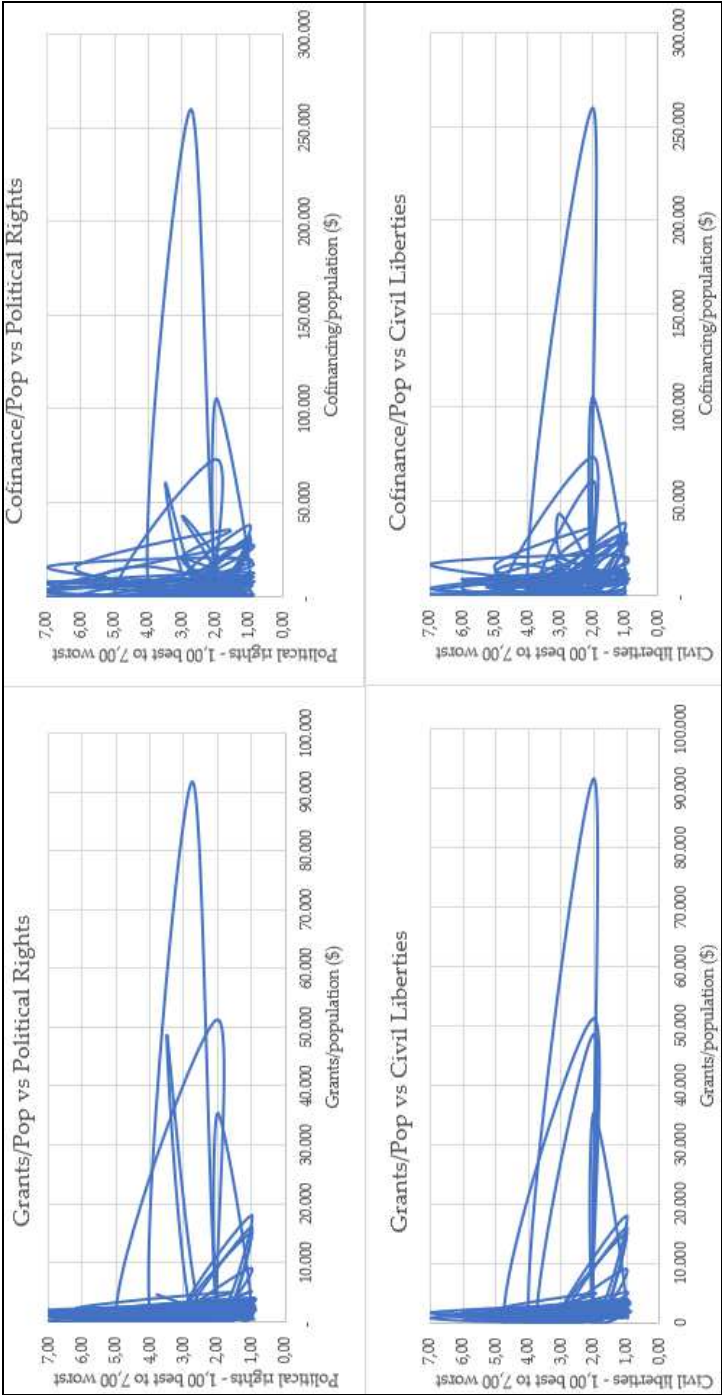 Grants/Pop vs Political Rights
Political rights - 1,00 best to 7,00 worst
7,00
6,00
5,00
4,00
3,00
2,00
1,00
0,00
- 10.000 20.000 30.000 40.000 50.000 60.000 70.000 80.000 90.000 100.000
Grants/population ($)
Cofinance/Pop vs Political Rights
Political rights - 1,00 best to 7,00 worst
7,00
6,00
5,00
4,00
3,00
2,00
1,00
0,00
- 50.000 100.000 150.000 200.000 250.000 300.000
Cofinancing/population ($)
Grants/Pop vs Civil Liberties
Civil liberties - 1,00 best to 7,00 worst
7,00
6,00
5,00
4,00
3,00
2,00
1,00
0,00
0 10.000 20.000 30.000 40.000 50.000 60.000 70.000 80.000 90.000 100.000
Grants/population ($)
Cofinance/Pop vs Civil Liberties
Civil liberties - 1,00 best to 7,00 worst
7,00
6,00
5,00
4,00
3,00
2,00
1,00
0,00
- 50.000 100.000 150.000 200.000 250.000 300.000
Cofinancing/population ($)